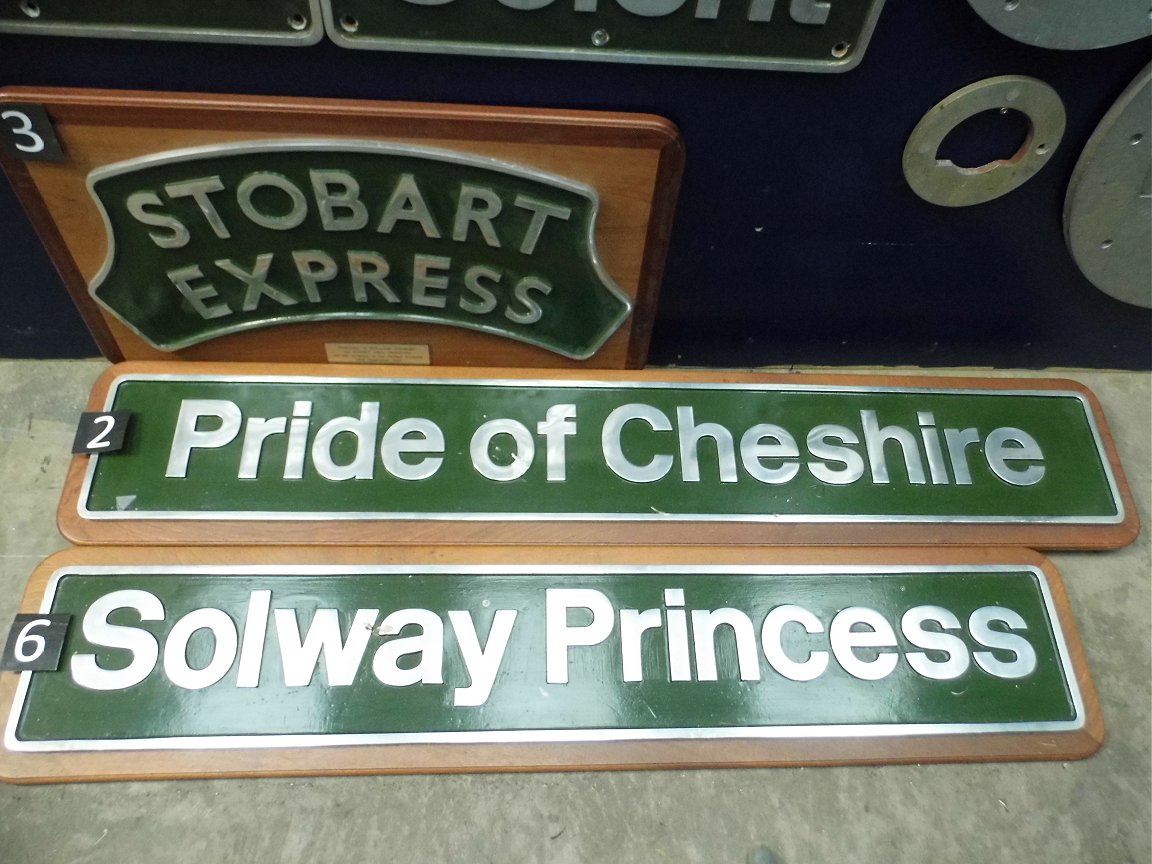 3
STOBART
EXPRESS
2
Pride of Cheshire
6
Solway Princess